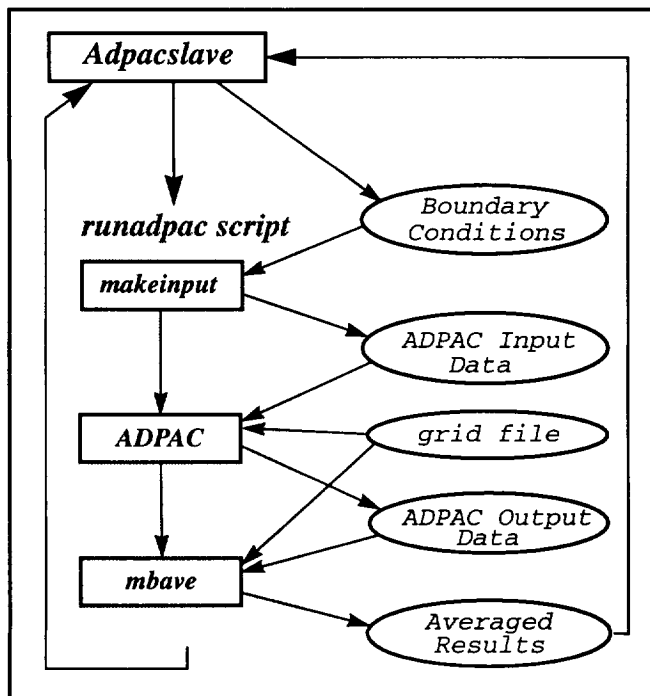 Adpacslave
Boundary
Conditions
runadpac script
makeinput
ADPAC Input
Data
ADPAC
grid file
ADPAC Output
Data
mbave
Averaged
Results